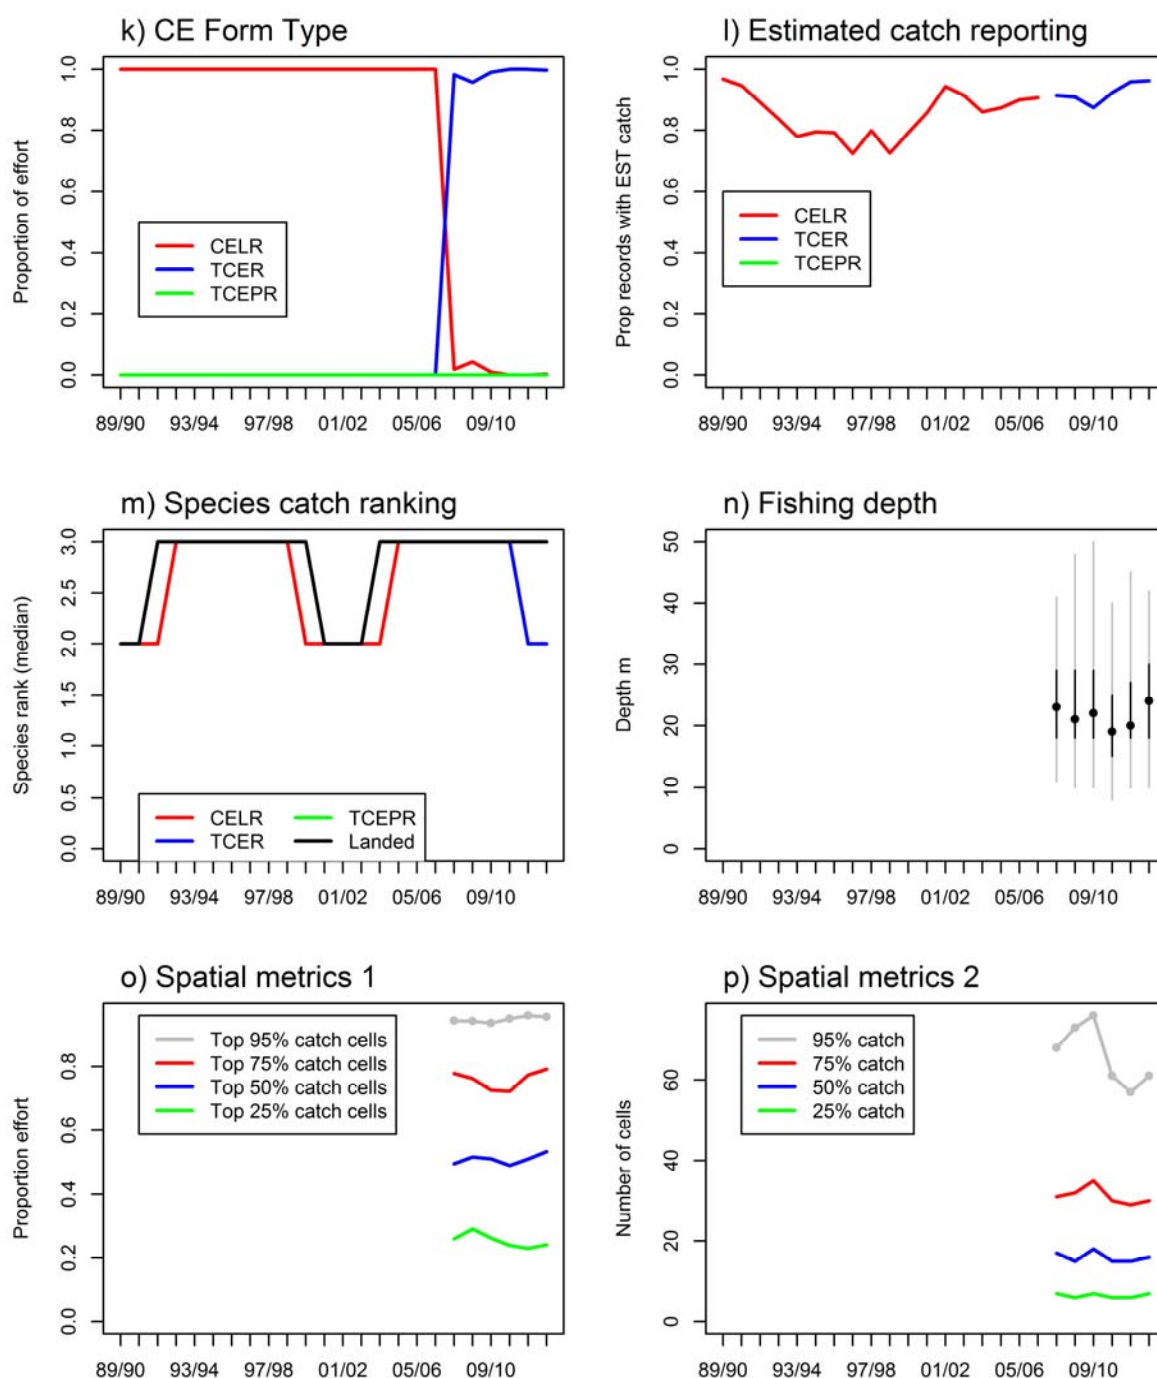 k) CE Form Type
Proportion of effort
1.0
0.8
0.6
0.4
0.2
0.0
CELR
TCER
TCEPR
89/90 93/94 97/98 01/02 05/06 09/10
l) Estimated catch reporting
Prop records with EST catch
1.0
0.8
0.6
0.4
0.2
0.0
CELR
TCER
TCEPR
89/90 93/94 97/98 01/02 05/06 09/10
m) Species catch ranking
Species rank (median)
3.0
2.5
2.0
1.5
1.0
0.5
0.0
CELR TCEPR
TCER Landed
89/90 93/94 97/98 01/02 05/06 09/10
n) Fishing depth
Depth m
50
40
30
20
10
0
89/90 93/94 97/98 01/02 05/06 09/10
o) Spatial metrics 1
Proportion effort
0.8
0.6
0.4
0.2
0.0
Top 95% catch cells
Top 75% catch cells
Top 50% catch cells
Top 25% catch cells
89/90 93/94 97/98 01/02 05/06 09/10
p) Spatial metrics 2
Number of cells
60
40
20
0
95% catch
75% catch
50% catch
25% catch
89/90 93/94 97/98 01/02 05/06 09/10